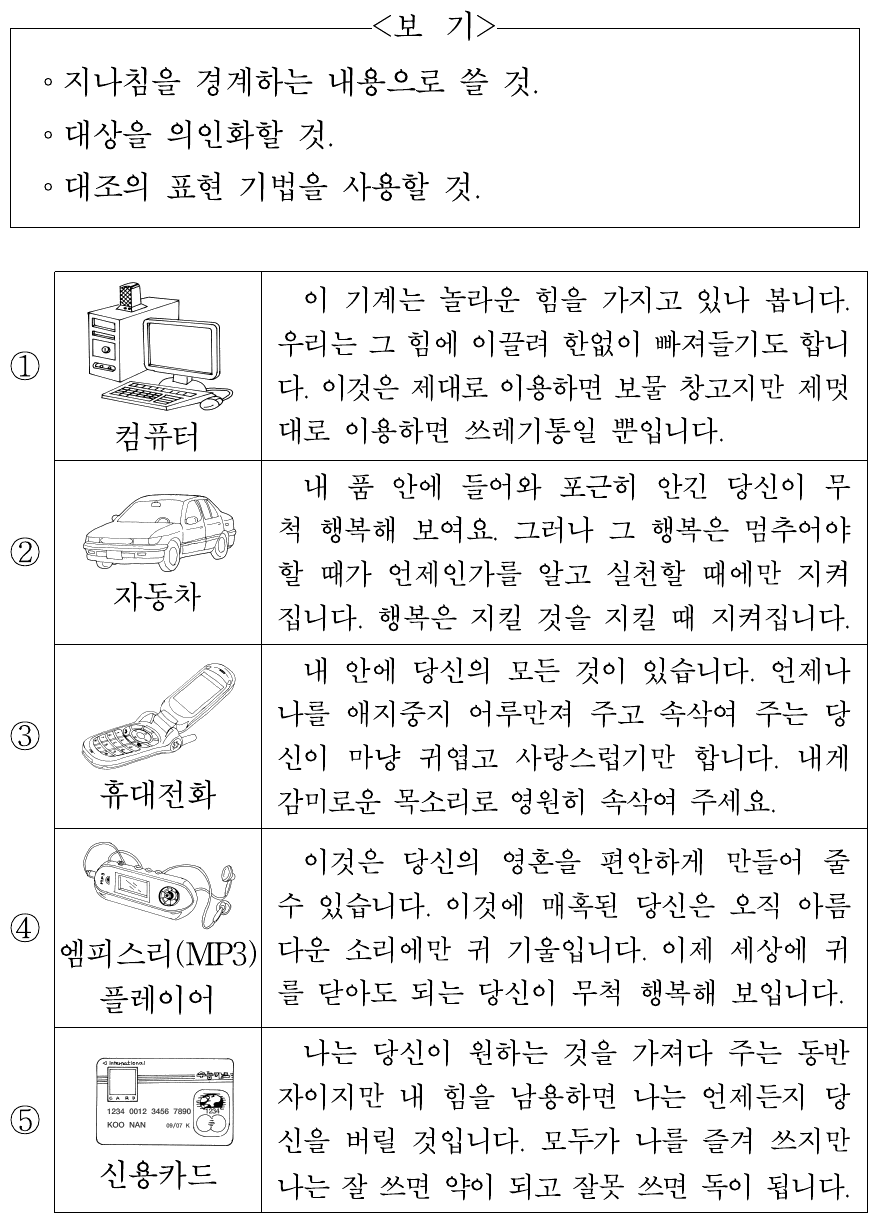 <보 기>
◦ 지나침을 경계하는 내용으로 쓸 것.
◦ 대상을 의인화할 것.
◦ 대조의 표현 기법을 사용할 것.
①
컴퓨터
이 기계는 놀라운 힘을 가지고 있나 봅니다.
우리는 그 힘에 이끌려 한없이 빠져들기도 합니
다. 이것은 제대로 이용하면 보물 창고지만 제멋
대로 이용하면 쓰레기통일 뿐입니다.
②
자동차
내 품 안에 들어와 포근히 안긴 당신이 무
척 행복해 보여요. 그러나 그 행복은 멈추어야
할 때가 언제인가를 알고 실천할 때에만 지켜
집니다. 행복은 지킬 것을 지킬 때 지켜집니다.
③
휴대전화
내 안에 당신의 모든 것이 있습니다. 언제나
나를 애지중지 어루만져 주고 속삭여 주는 당
신이 마냥 귀엽고 사랑스럽기만 합니다. 내게
감미로운 목소리로 영원히 속삭여 주세요.
④
엠피스리(MP3)
플레이어
이것은 당신의 영혼을 편안하게 만들어 줄
수 있습니다. 이것에 매혹된 당신은 오직 아름
다운 소리에만 귀 기울입니다. 이제 세상에 귀
를 닫아도 되는 당신이 무척 행복해 보입니다.
⑤
International
CARD
1234 0012 3456 7890
1234
KOO NAN 09/07 K
신용카드
나는 당신이 원하는 것을 가져다 주는 동반
자이지만 내 힘을 남용하면 나는 언제든지 당
신을 버릴 것입니다. 모두가 나를 즐겨 쓰지만
나는 잘 쓰면 약이 되고 잘못 쓰면 독이 됩니다.